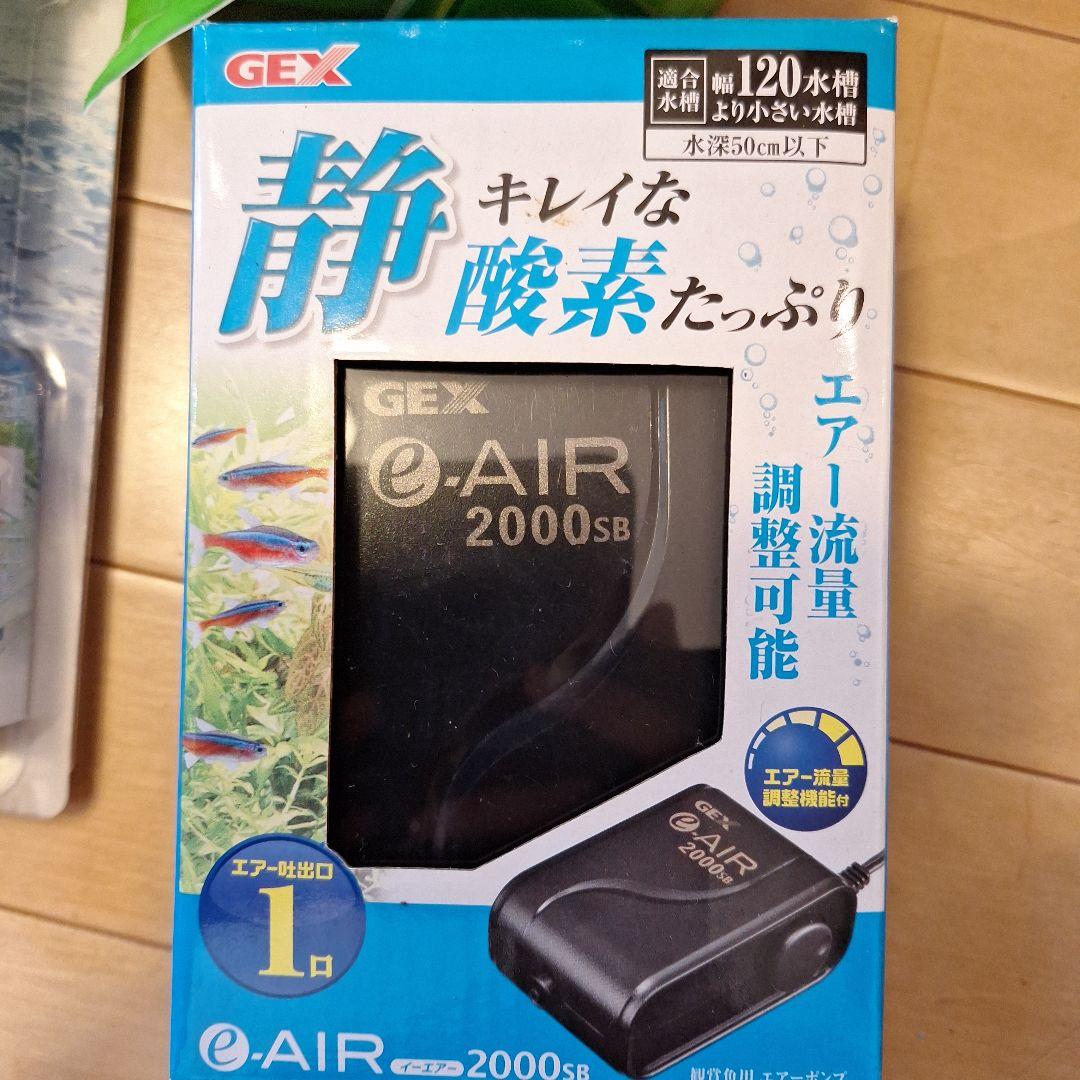 GEX
適合
水槽
幅120水槽
より小さい水槽
水深50cm以下
静
キレイな
酸素たっぷり
エアー流量
調整可能
GEX
e-AIR
2000SB
エアー流量
調整機能付
GEX
e-AIR
2000SB
エアー吐出口
1口
e-AIR イーエアー 2000SB
観賞魚用 エアーポンプ